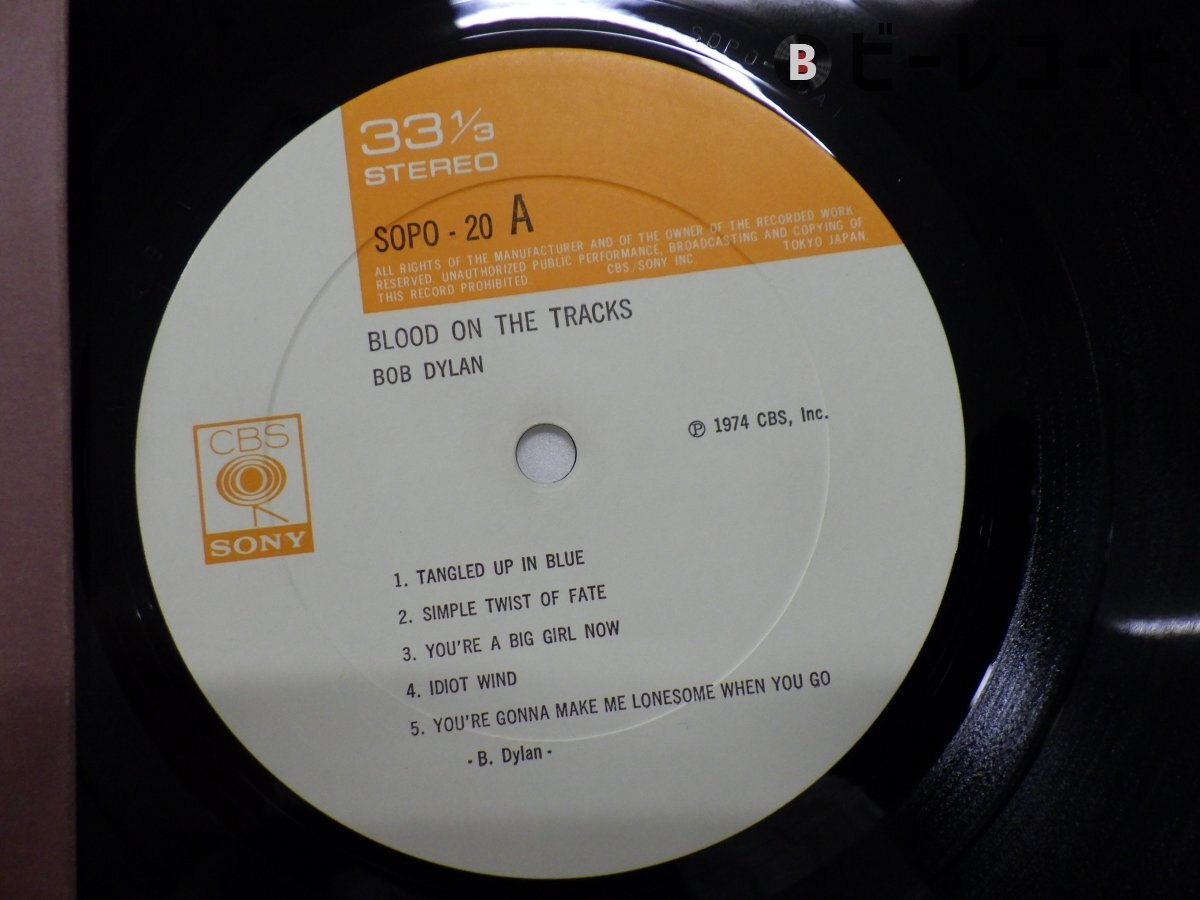 B ビーレコード
SOPO-
33 1/3
STEREO
SOPO - 20 A
ALL RIGHTS OF THE MANUFACTURER AND OF THE OWNER OF THE RECORDED WORK
RESERVED. UNAUTHORIZED PUBLIC PERFORMANCE, BROADCASTING AND COPYING OF
THIS RECORD PROHIBITED. CBS/SONY INC. TOKYO JAPAN.
BLOOD ON THE TRACKS
BOB DYLAN
℗ 1974 CBS, Inc.
CBS
SONY
1. TANGLED UP IN BLUE
2. SIMPLE TWIST OF FATE
3. YOU'RE A BIG GIRL NOW
4. IDIOT WIND
5. YOU'RE GONNA MAKE ME LONESOME WHEN YOU GO
- B. Dylan -